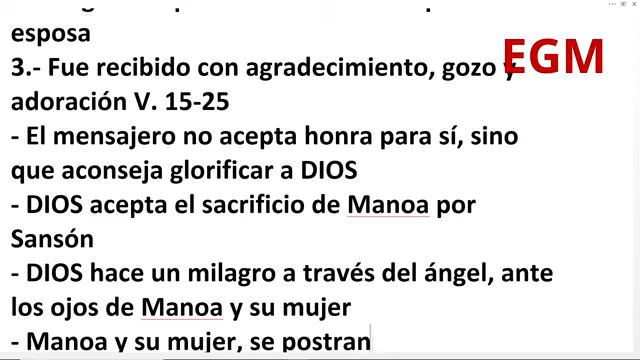 esposa
3.- Fue recibido con agradecimiento, gozo y
EGM
adoración V. 15-25
- El mensajero no acepta honra para sí, sino
que aconseja glorificar a DIOS
- DIOS acepta el sacrificio de Manoa por
Sansón
- DIOS hace un milagro a través del ángel, ante
los ojos de Manoa y su mujer
- Manoa y su mujer, se postran